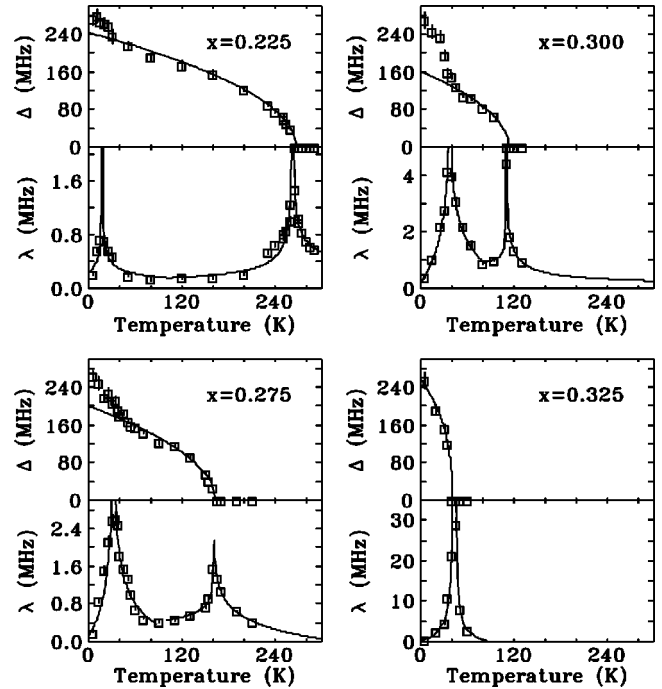 240
160
80
0
Δ (MHz)
x=0.225
2.4
1.6
0.8
0.0
λ (MHz)
0 120 240
Temperature (K)
240
160
80
0
Δ (MHz)
x=0.300
4
2
0
λ (MHz)
0 120 240
Temperature (K)
240
160
80
0
Δ (MHz)
x=0.275
2.4
1.6
0.8
0.0
λ (MHz)
0 120 240
Temperature (K)
240
160
80
0
Δ (MHz)
x=0.325
30
20
10
0
λ (MHz)
0 120 240
Temperature (K)